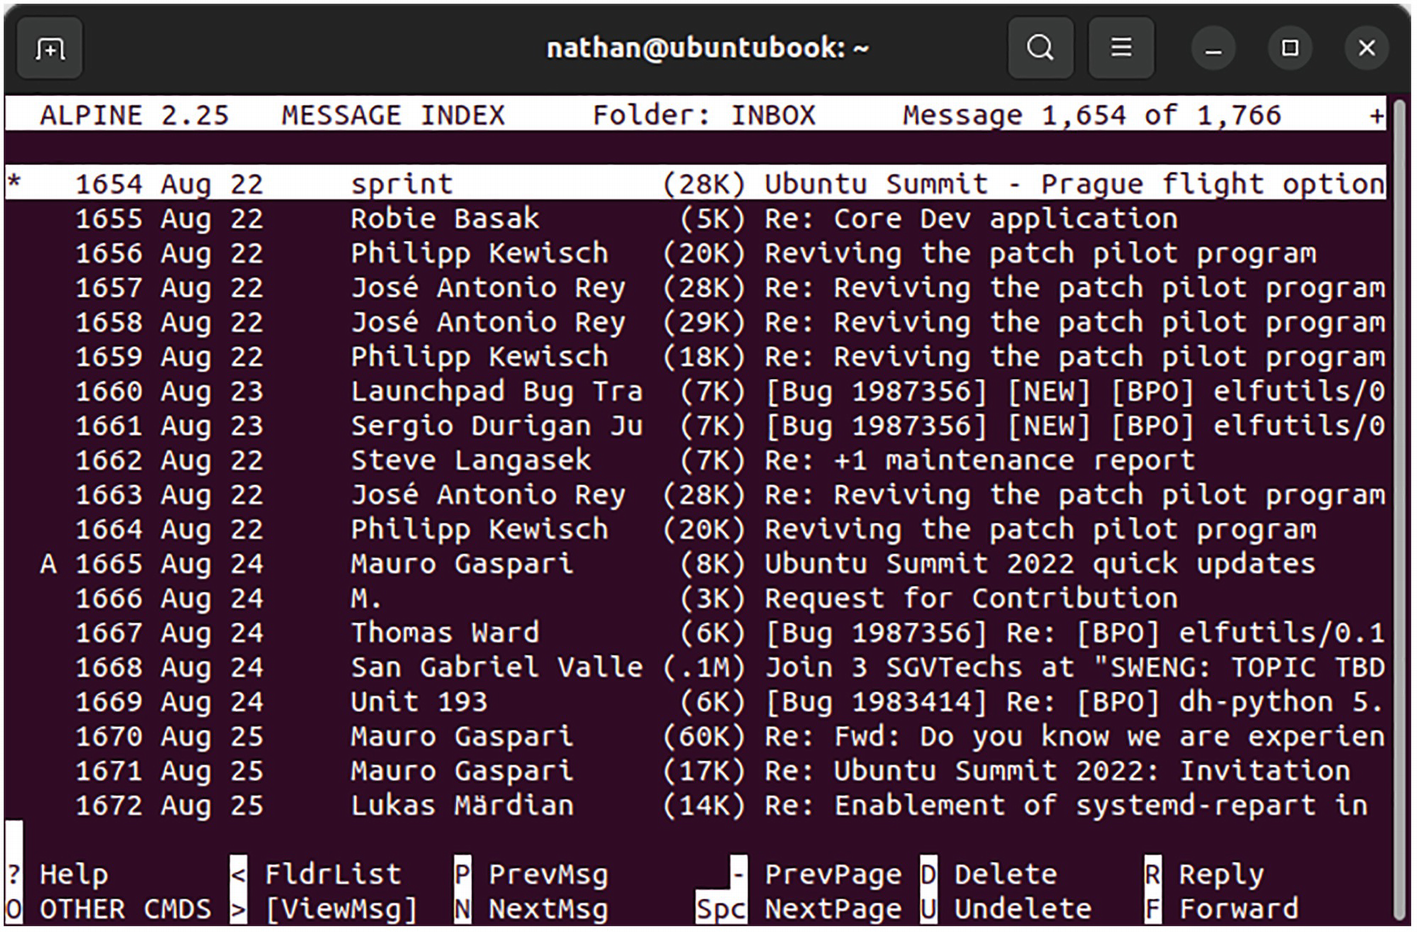 nathan@ubuntubook: ~
ALPINE 2.25   MESSAGE INDEX     Folder: INBOX     Message 1,654 of 1,766     +
*   1654 Aug 22     sprint            (28K) Ubuntu Summit - Prague flight option
1655 Aug 22     Robie Basak        (5K) Re: Core Dev application
1656 Aug 22     Philipp Kewisch   (20K) Reviving the patch pilot program
1657 Aug 22     José Antonio Rey  (28K) Re: Reviving the patch pilot program
1658 Aug 22     José Antonio Rey  (29K) Re: Reviving the patch pilot program
1659 Aug 22     Philipp Kewisch   (18K) Re: Reviving the patch pilot program
1660 Aug 23     Launchpad Bug Tra  (7K) [Bug 1987356] [NEW] [BPO] elfutils/0
1661 Aug 23     Sergio Durigan Ju  (7K) [Bug 1987356] [NEW] [BPO] elfutils/0
1662 Aug 22     Steve Langasek     (7K) Re: +1 maintenance report
1663 Aug 22     José Antonio Rey  (28K) Re: Reviving the patch pilot program
1664 Aug 22     Philipp Kewisch   (20K) Reviving the patch pilot program
A 1665 Aug 24     Mauro Gaspari      (8K) Ubuntu Summit 2022 quick updates
1666 Aug 24     M.                 (3K) Request for Contribution
1667 Aug 24     Thomas Ward        (6K) [Bug 1987356] Re: [BPO] elfutils/0.1
1668 Aug 24     San Gabriel Valle (.1M) Join 3 SGVTechs at "SWENG: TOPIC TBD
1669 Aug 24     Unit 193           (6K) [Bug 1983414] Re: [BPO] dh-python 5.
1670 Aug 25     Mauro Gaspari     (60K) Re: Fwd: Do you know we are experien
1671 Aug 25     Mauro Gaspari     (17K) Re: Ubuntu Summit 2022: Invitation
1672 Aug 25     Lukas Märdian     (14K) Re: Enablement of systemd-repart in
? Help       < FldrList   P PrevMsg       - PrevPage D Delete     R Reply
O OTHER CMDS > [ViewMsg]  N NextMsg     Spc NextPage U Undelete   F Forward